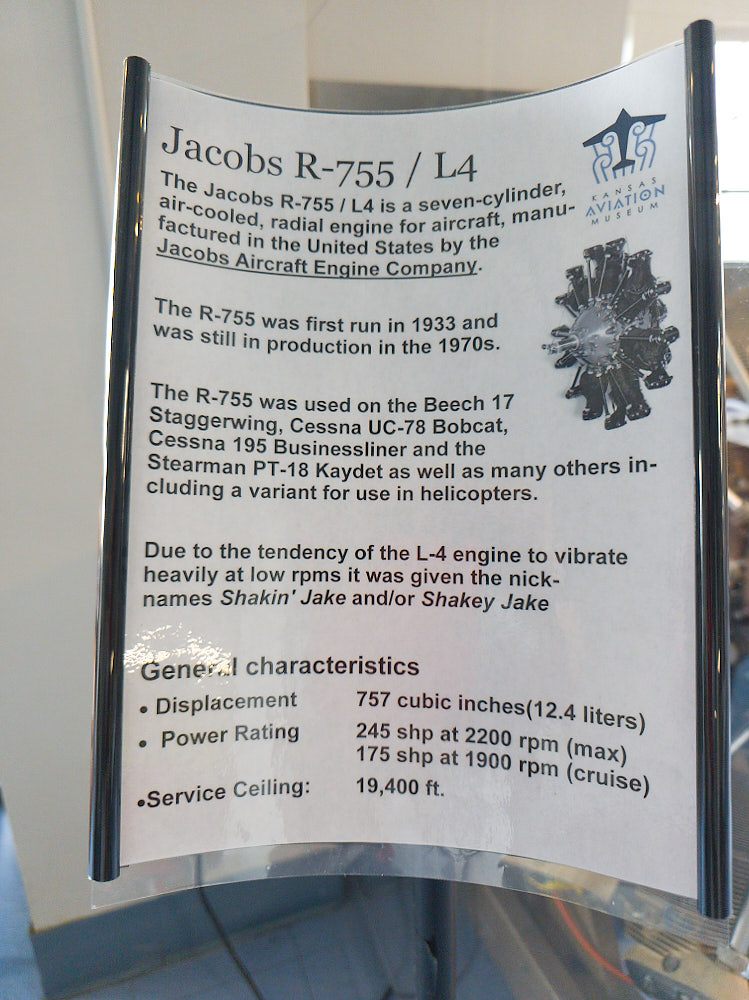 Jacobs R-755 / L4
KANSAS
AVIATION
MUSEUM
The Jacobs R-755 / L4 is a seven-cylinder,
air-cooled, radial engine for aircraft, manu-
factured in the United States by the
Jacobs Aircraft Engine Company.
The R-755 was first run in 1933 and
was still in production in the 1970s.
The R-755 was used on the Beech 17
Staggerwing, Cessna UC-78 Bobcat,
Cessna 195 Businessliner and the
Stearman PT-18 Kaydet as well as many others in-
cluding a variant for use in helicopters.
Due to the tendency of the L-4 engine to vibrate
heavily at low rpms it was given the nick-
names Shakin' Jake and/or Shakey Jake
General characteristics
• Displacement 757 cubic inches(12.4 liters)
• Power Rating 245 shp at 2200 rpm (max)
175 shp at 1900 rpm (cruise)
•Service Ceiling: 19,400 ft.